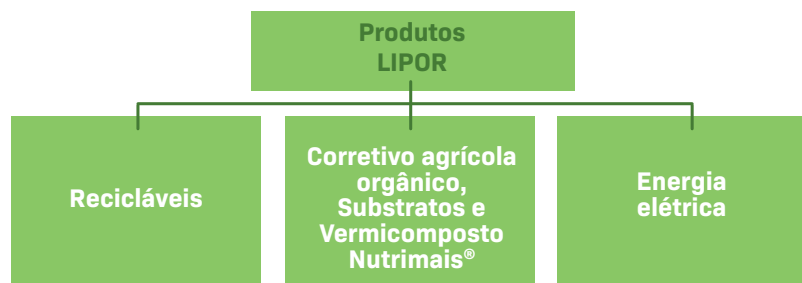 Produtos
LIPOR
Recicláveis
Corretivo agrícola
orgânico,
Substratos e
Vermicomposto
Nutrimais®
Energia
elétrica